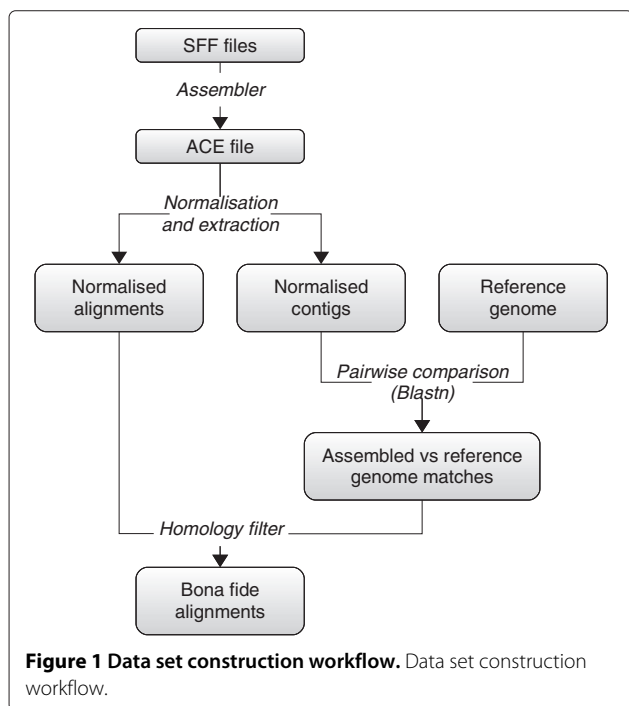 SFF files
Assembler
ACE file
Normalisation
and extraction
Normalised
alignments
Normalised
contigs
Reference
genome
Pairwise comparison
(Blastn)
Assembled vs reference
genome matches
Homology filter
Bona fide
alignments
Figure 1 Data set construction workflow. Data set construction
workflow.